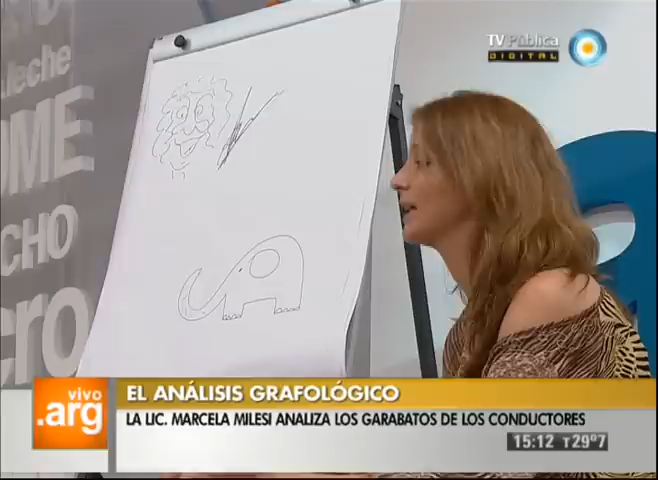 TV Pública
DIGITAL
leche
OME
CHO
cro
vivo
.arg
EL ANÁLISIS GRAFOLÓGICO
LA LIC. MARCELA MILESI ANALIZA LOS GARABATOS DE LOS CONDUCTORES
15:12 T29°7